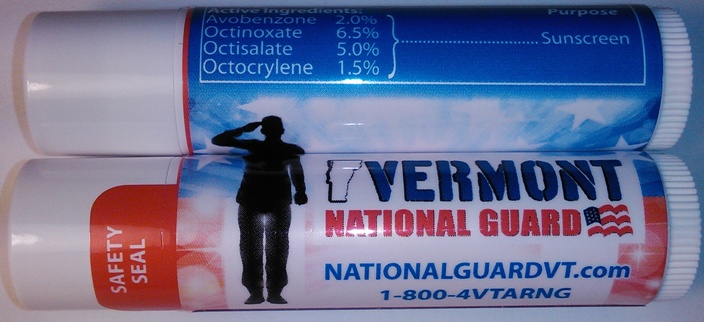 Active Ingredients: Purpose
Avobenzone 2.0%
Octinoxate 6.5%
Octisalate 5.0%
Octocrylene 1.5%
Sunscreen
SAFETY
SEAL
VERMONT
NATIONAL GUARD
NATIONALGUARDVT.com
1-800-4VTARNG